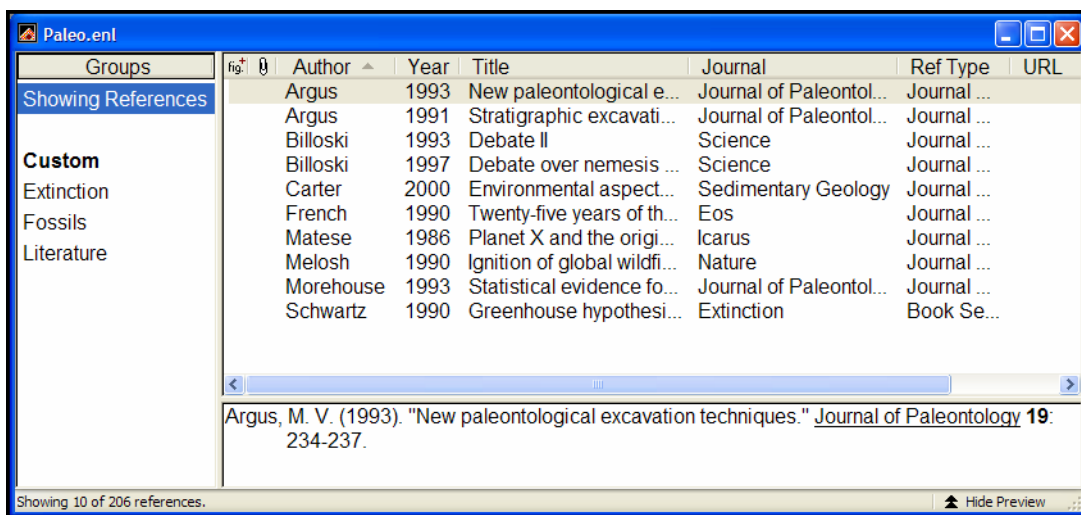 Paleo.enl
Groups fig. Author Year Title Journal Ref Type URL
Showing References
Custom
Extinction
Fossils
Literature
Argus 1993 New paleontological e... Journal of Paleontol... Journal ...
Argus 1991 Stratigraphic excavati... Journal of Paleontol... Journal ...
Billoski 1993 Debate II Science Journal ...
Billoski 1997 Debate over nemesis ... Science Journal ...
Carter 2000 Environmental aspect... Sedimentary Geology Journal ...
French 1990 Twenty-five years of th... Eos Journal ...
Matese 1986 Planet X and the origi... Icarus Journal ...
Melosh 1990 Ignition of global wildfi... Nature Journal ...
Morehouse 1993 Statistical evidence fo... Journal of Paleontol... Journal ...
Schwartz 1990 Greenhouse hypothesi... Extinction Book Se...
Argus, M. V. (1993). "New paleontological excavation techniques." Journal of Paleontology 19:
234-237.
Showing 10 of 206 references. Hide Preview